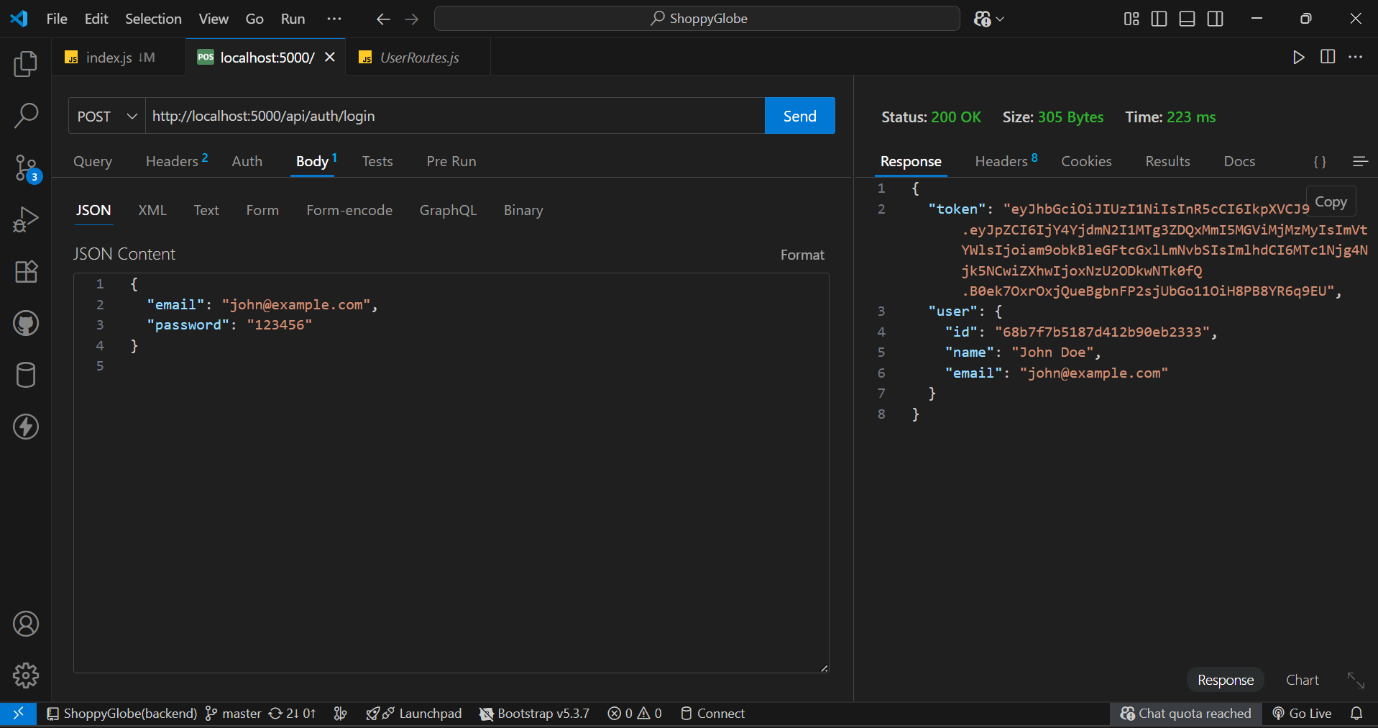 File Edit Selection View Go Run ··· ShoppyGlobe
index.js ↓M
POS localhost:5000/
UserRoutes.js
POST http://localhost:5000/api/auth/login Send
Query Headers 2 Auth Body 1 Tests Pre Run
JSON XML Text Form Form-encode GraphQL Binary
JSON Content Format
1 {
2 "email": "john@example.com",
3 "password": "123456"
4 }
5
Status: 200 OK Size: 305 Bytes Time: 223 ms
Response Headers 8 Cookies Results Docs { }
Copy
1 {
2 "token": "eyJhbGciOiJIUzI1NiIsInR5cCI6IkpXVCJ9
.eyJpZCI6IjY4YjdmN2I1MTg3ZDQxMmI5MGViMjMzMyIsImVt
YWlsIjoiam9obkBleGFtcGxlLmNvbSIsImlhdCI6MTc1Njg4N
jk5NCwiZXhwIjoxNzU2ODkwNTk0fQ
.B0ek7OxrOxjQueBgbnFP2sjUbGo11OiH8PB8YR6q9EU",
3 "user": {
4 "id": "68b7f7b5187d412b90eb2333",
5 "name": "John Doe",
6 "email": "john@example.com"
7 }
8 }
Response Chart
3
ShoppyGlobe(backend) master 2↓ 0↑ Launchpad Bootstrap v5.3.7 0 0 Connect Chat quota reached Go Live